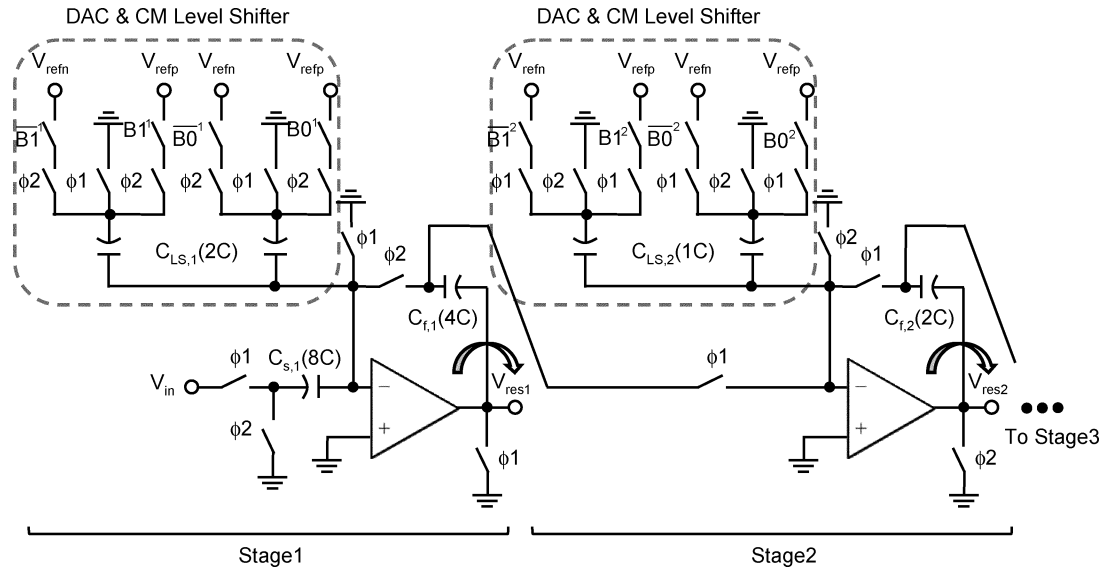 DAC & CM Level Shifter DAC & CM Level Shifter
Vrefn Vrefp Vrefn Vrefp Vrefn Vrefp Vrefn Vrefp
B1¹ B1¹ B0¹ B0¹ B1² B1² B0² B0²
ϕ2 ϕ1 ϕ2 ϕ2 ϕ1 ϕ2 ϕ1 ϕ2 ϕ1 ϕ1 ϕ2 ϕ1
ϕ1 ϕ2
CLS,1(2C) ϕ2 CLS,2(1C) ϕ1
Cf,1(4C) Cf,2(2C)
ϕ1 Cs,1(8C) ϕ1
Vin − Vres1 − Vres2
ϕ2 + ϕ1 + ϕ2
To Stage3
Stage1 Stage2